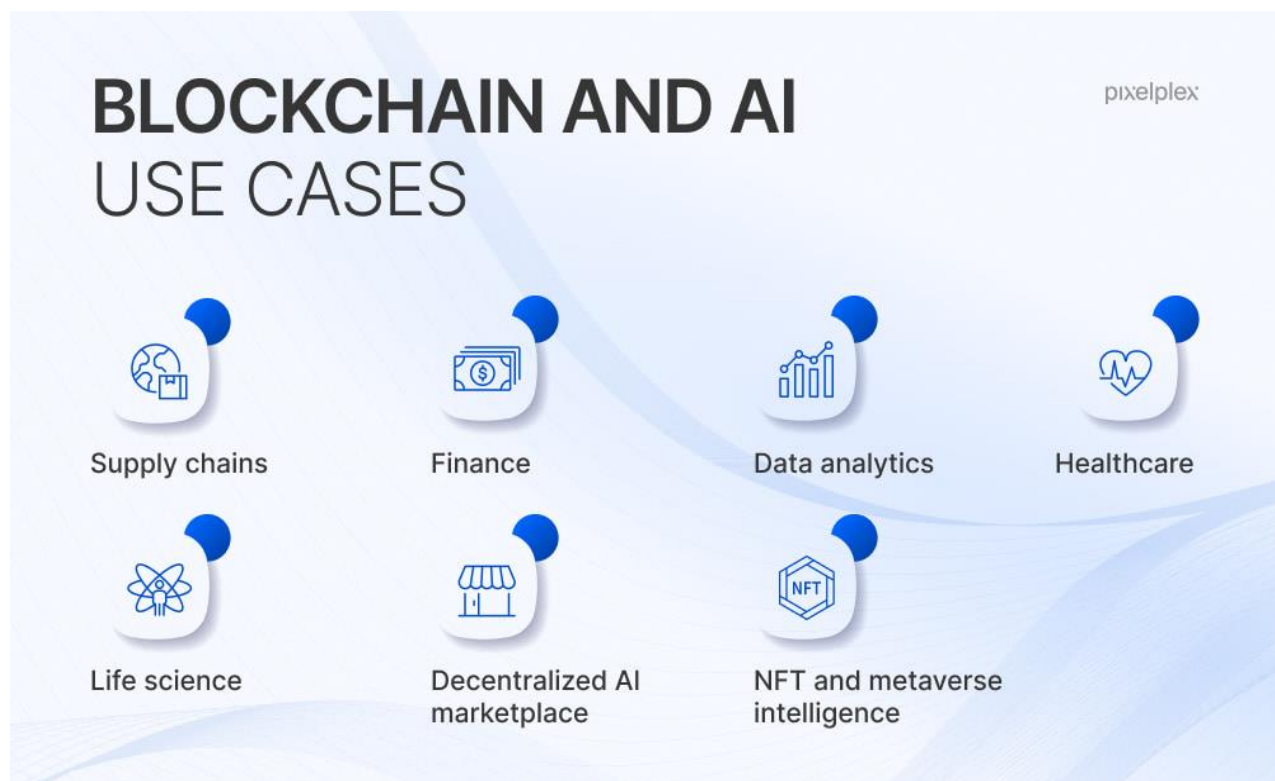 BLOCKCHAIN AND AI
USE CASES
pixelplex
Supply chains
Finance
Data analytics
Healthcare
Life science
Decentralized AI
marketplace
NFT
NFT and metaverse
intelligence